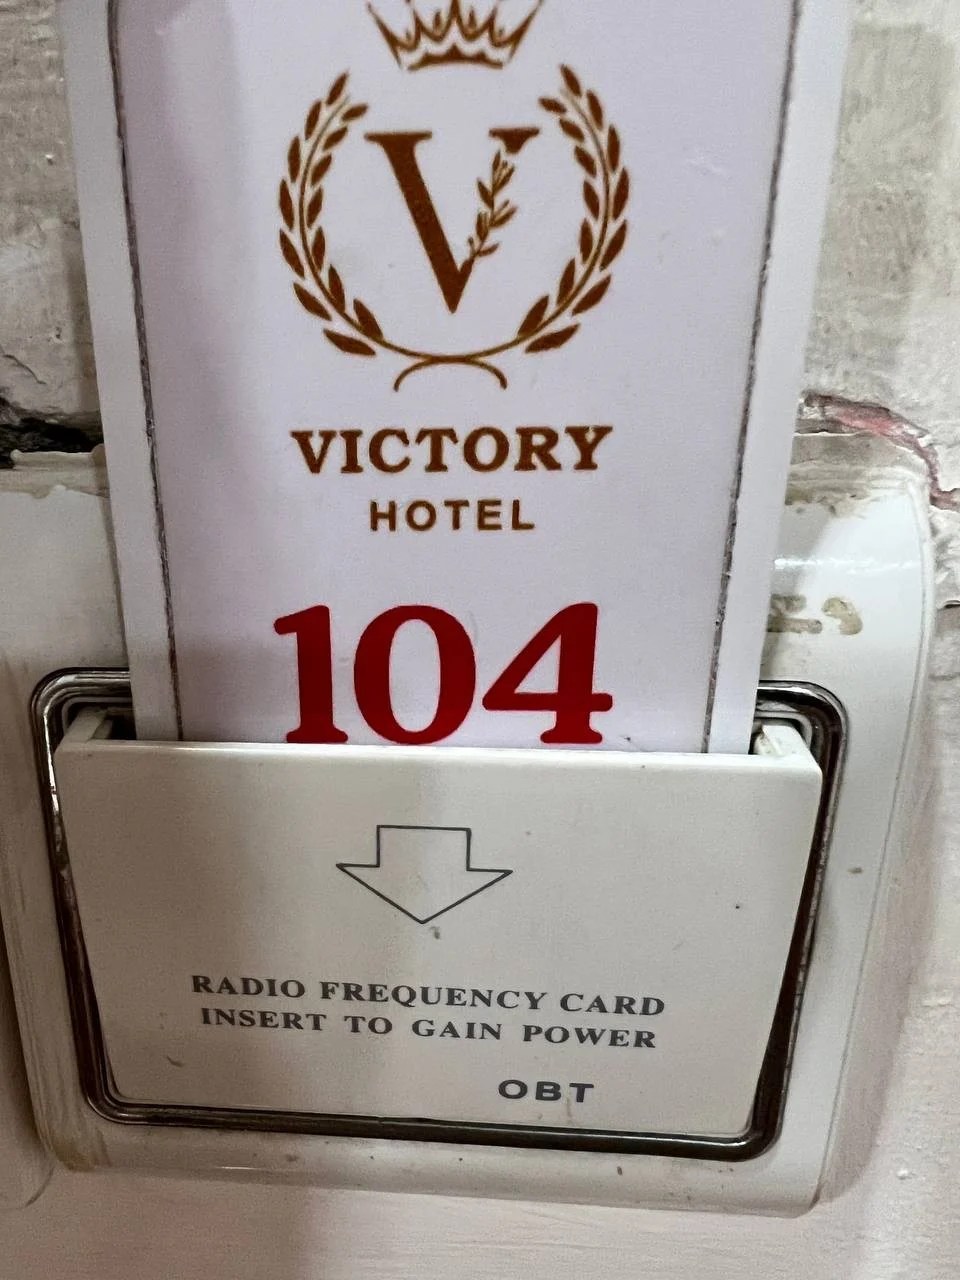 V
VICTORY
HOTEL
104
RADIO FREQUENCY CARD
INSERT TO GAIN POWER
OBT